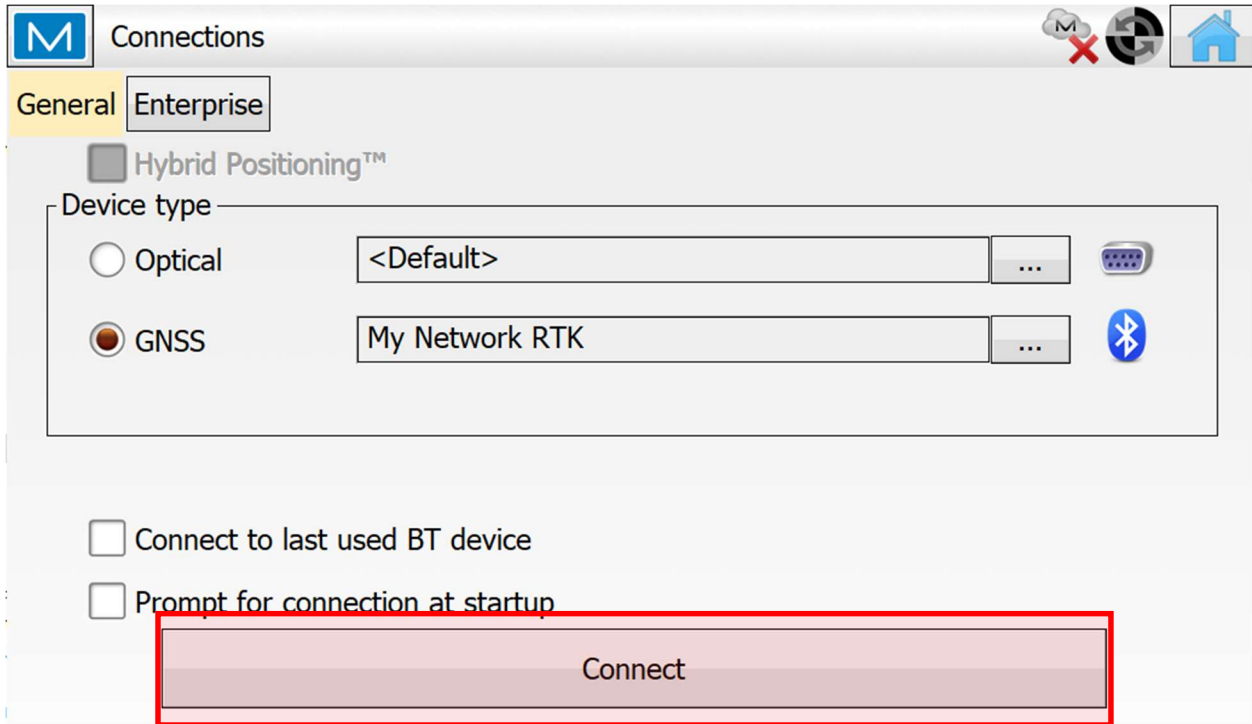 Connections
General Enterprise
Hybrid Positioning™
Device type
Optical <Default> ...
GNSS My Network RTK ...
Connect to last used BT device
Prompt for connection at startup
Connect